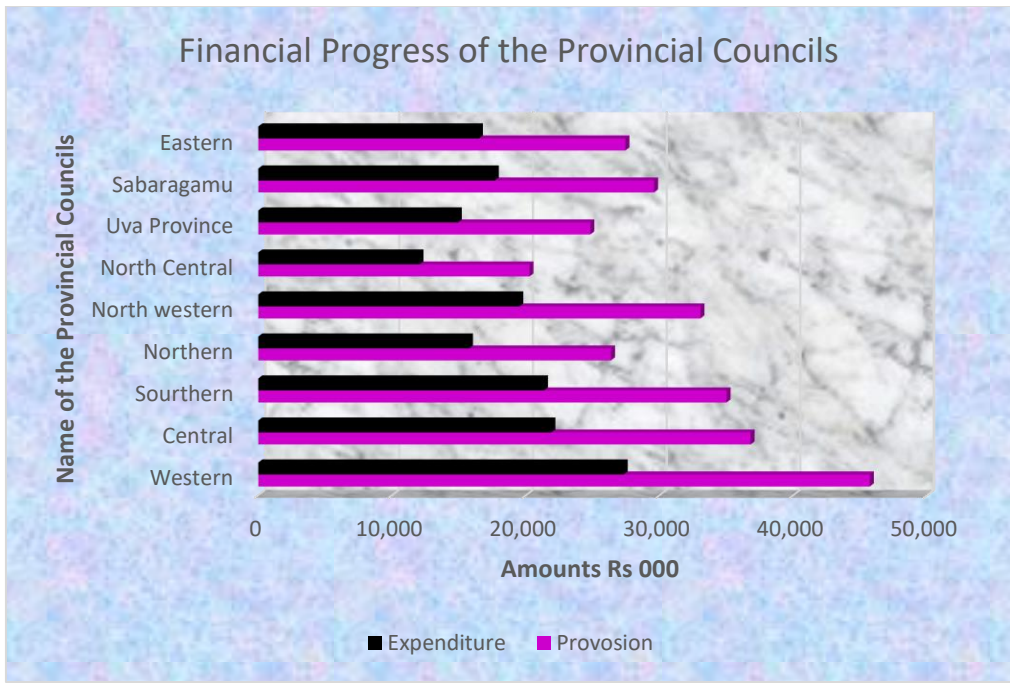 Financial Progress of the Provincial Councils
Name of the Provincial Councils
Eastern
Sabaragamu
Uva Province
North Central
North western
Northern
Sourthern
Central
Western
0 10,000 20,000 30,000 40,000 50,000
Amounts Rs 000
Expenditure Provosion